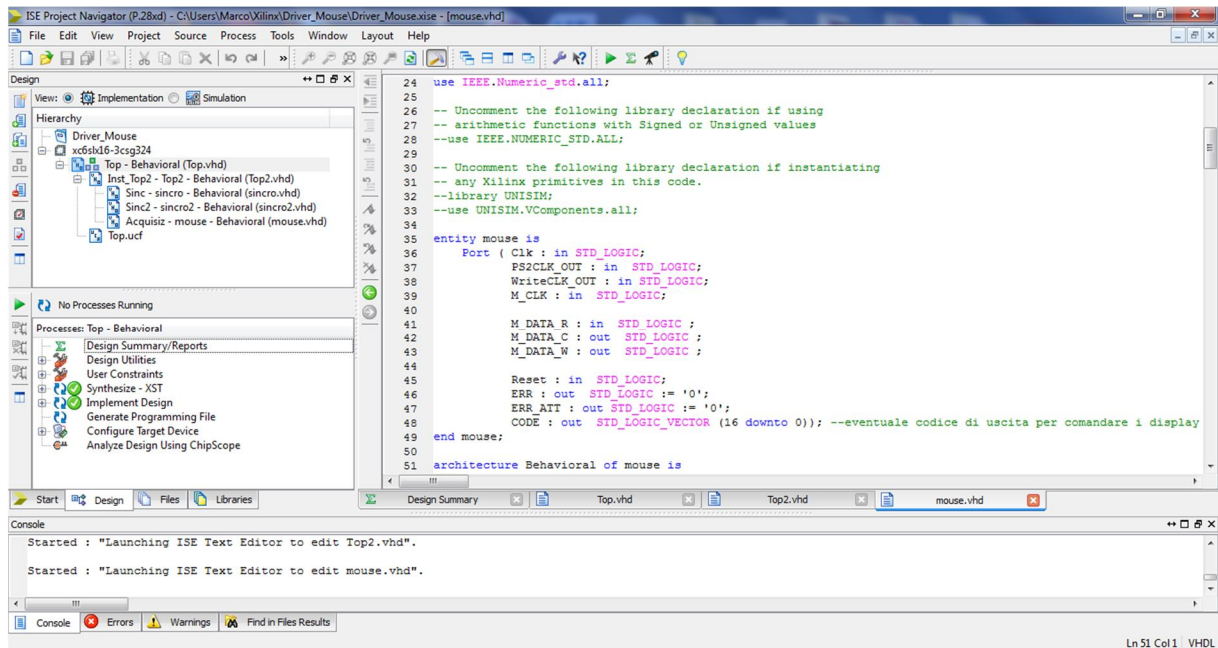 ISE Project Navigator (P.28xd) - C:\Users\Marco\Xilinx\Driver_Mouse\Driver_Mouse.xise - [mouse.vhd]
File Edit View Project Source Process Tools Window Layout Help
Design
View: Implementation Simulation
Hierarchy
Driver_Mouse
xc6slx16-3csg324
Top - Behavioral (Top.vhd)
Inst_Top2 - Top2 - Behavioral (Top2.vhd)
Sinc - sincro - Behavioral (sincro.vhd)
Sinc2 - sincro2 - Behavioral (sincro2.vhd)
Acquisiz - mouse - Behavioral (mouse.vhd)
Top.ucf
No Processes Running
Processes: Top - Behavioral
Design Summary/Reports
Design Utilities
User Constraints
Synthesize - XST
Implement Design
Generate Programming File
Configure Target Device
Analyze Design Using ChipScope
Start Design Files Libraries
24 use IEEE.Numeric_std.all;
25
26 -- Uncomment the following library declaration if using
27 -- arithmetic functions with Signed or Unsigned values
28 --use IEEE.NUMERIC_STD.ALL;
29
30 -- Uncomment the following library declaration if instantiating
31 -- any Xilinx primitives in this code.
32 --library UNISIM;
33 --use UNISIM.VComponents.all;
34
35 entity mouse is
36 Port ( Clk : in STD_LOGIC;
37 PS2CLK_OUT : in STD_LOGIC;
38 WriteCLK_OUT : in STD_LOGIC;
39 M_CLK : in STD_LOGIC;
40
41 M_DATA_R : in STD_LOGIC ;
42 M_DATA_C : out STD_LOGIC ;
43 M_DATA_W : out STD_LOGIC ;
44
45 Reset : in STD_LOGIC;
46 ERR : out STD_LOGIC := '0';
47 ERR_ATT : out STD_LOGIC := '0';
48 CODE : out STD_LOGIC_VECTOR (16 downto 0)); --eventuale codice di uscita per comandare i display
49 end mouse;
50
51 architecture Behavioral of mouse is
Design Summary Top.vhd Top2.vhd mouse.vhd
Console
Started : "Launching ISE Text Editor to edit Top2.vhd".
Started : "Launching ISE Text Editor to edit mouse.vhd".
Console Errors Warnings Find in Files Results
Ln 51 Col 1 VHDL